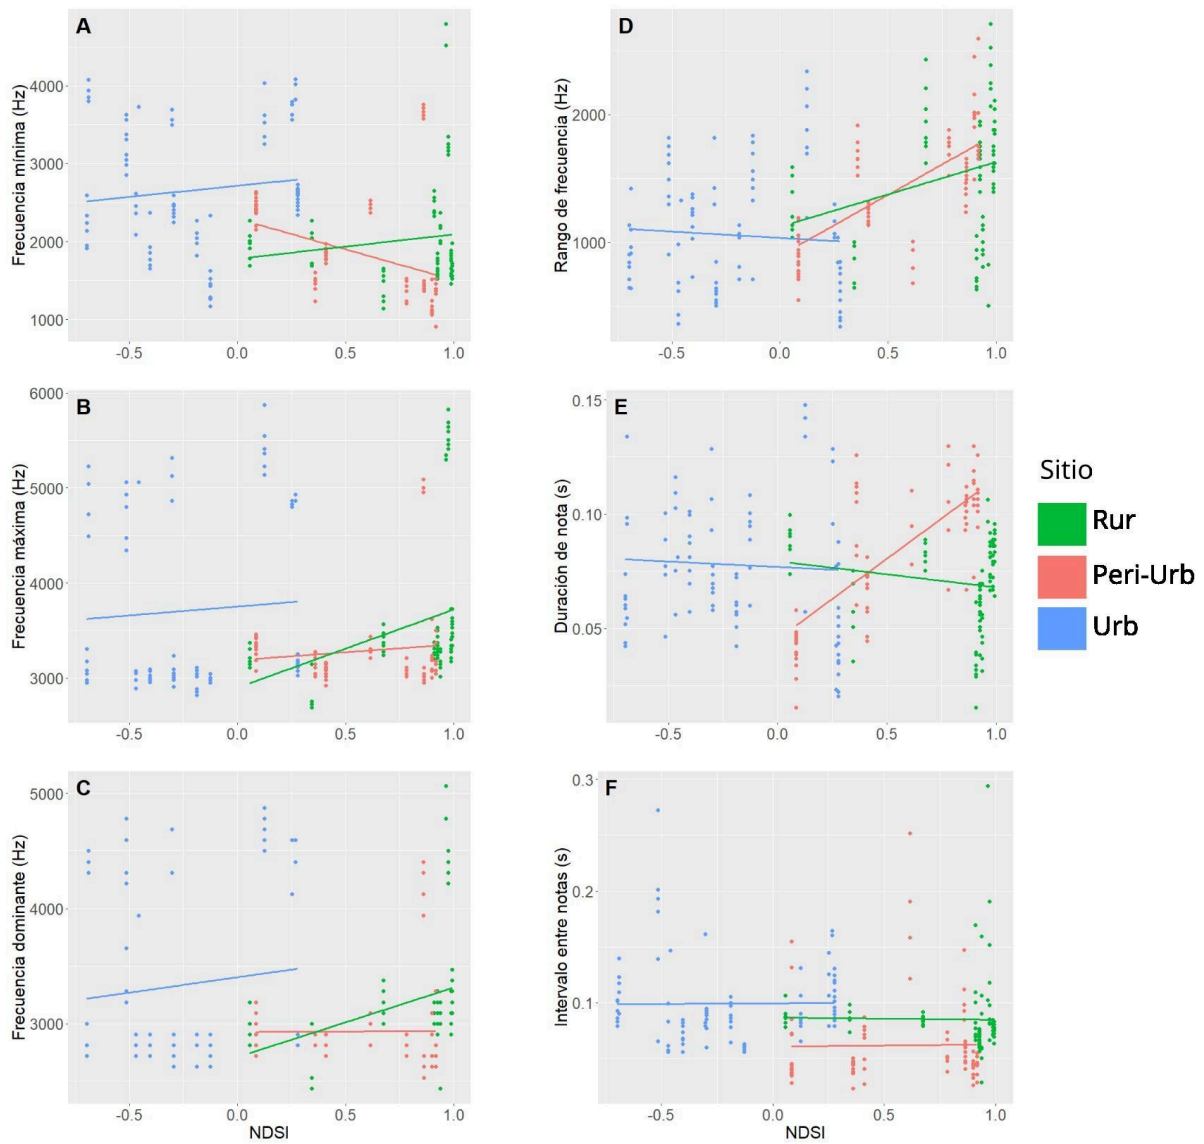 A
Frecuencia mínima (Hz)
4000
3000
2000
1000
-0.5 0.0 0.5 1.0
D
Rango de frecuencia (Hz)
2000
1000
-0.5 0.0 0.5 1.0
B
Frecuencia máxima (Hz)
6000
5000
4000
3000
-0.5 0.0 0.5 1.0
E
Duración de nota (s)
0.15
0.10
0.05
-0.5 0.0 0.5 1.0
Sitio
Rur
Peri-Urb
Urb
C
Frecuencia dominante (Hz)
5000
4000
3000
-0.5 0.0 0.5 1.0
NDSI
F
Intervalo entre notas (s)
0.3
0.2
0.1
-0.5 0.0 0.5 1.0
NDSI